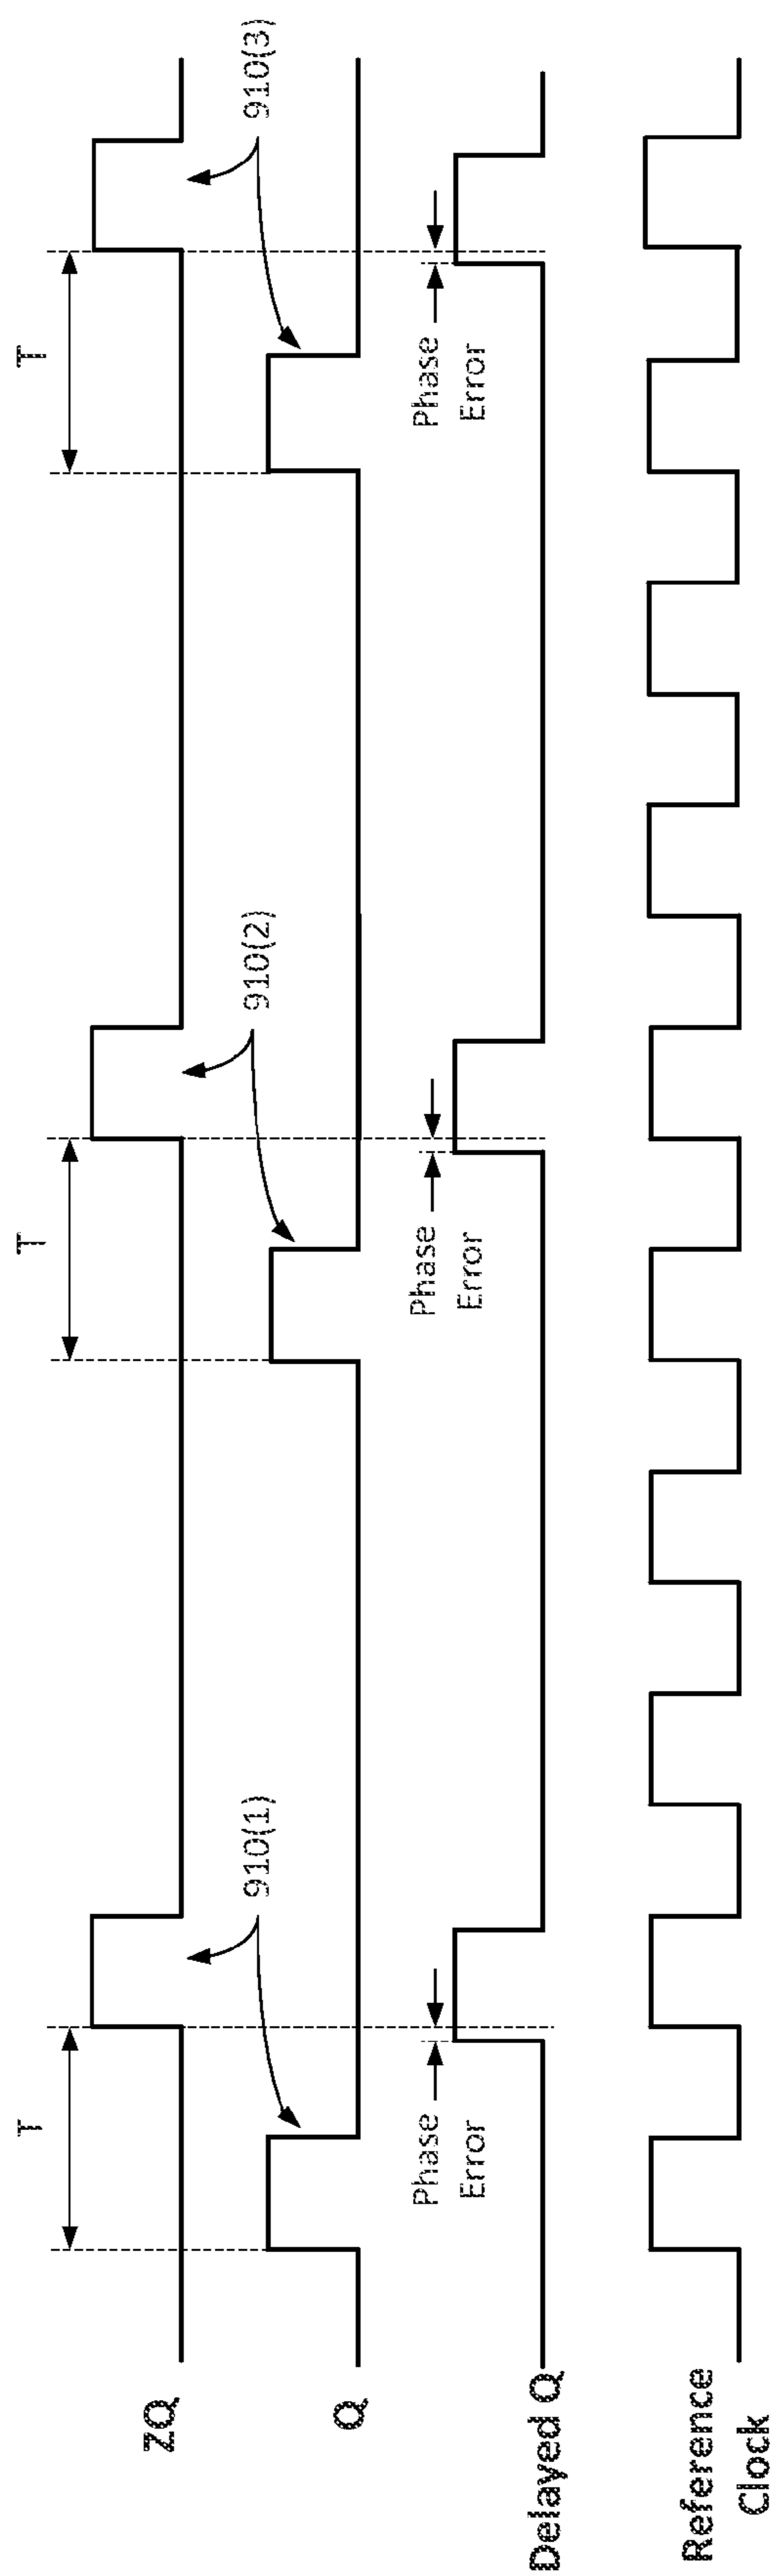 T
T
T
ZQ
910(1)
910(2)
910(3)
Q
Phase
Error
Phase
Error
Phase
Error
Delayed Q
Reference
Clock